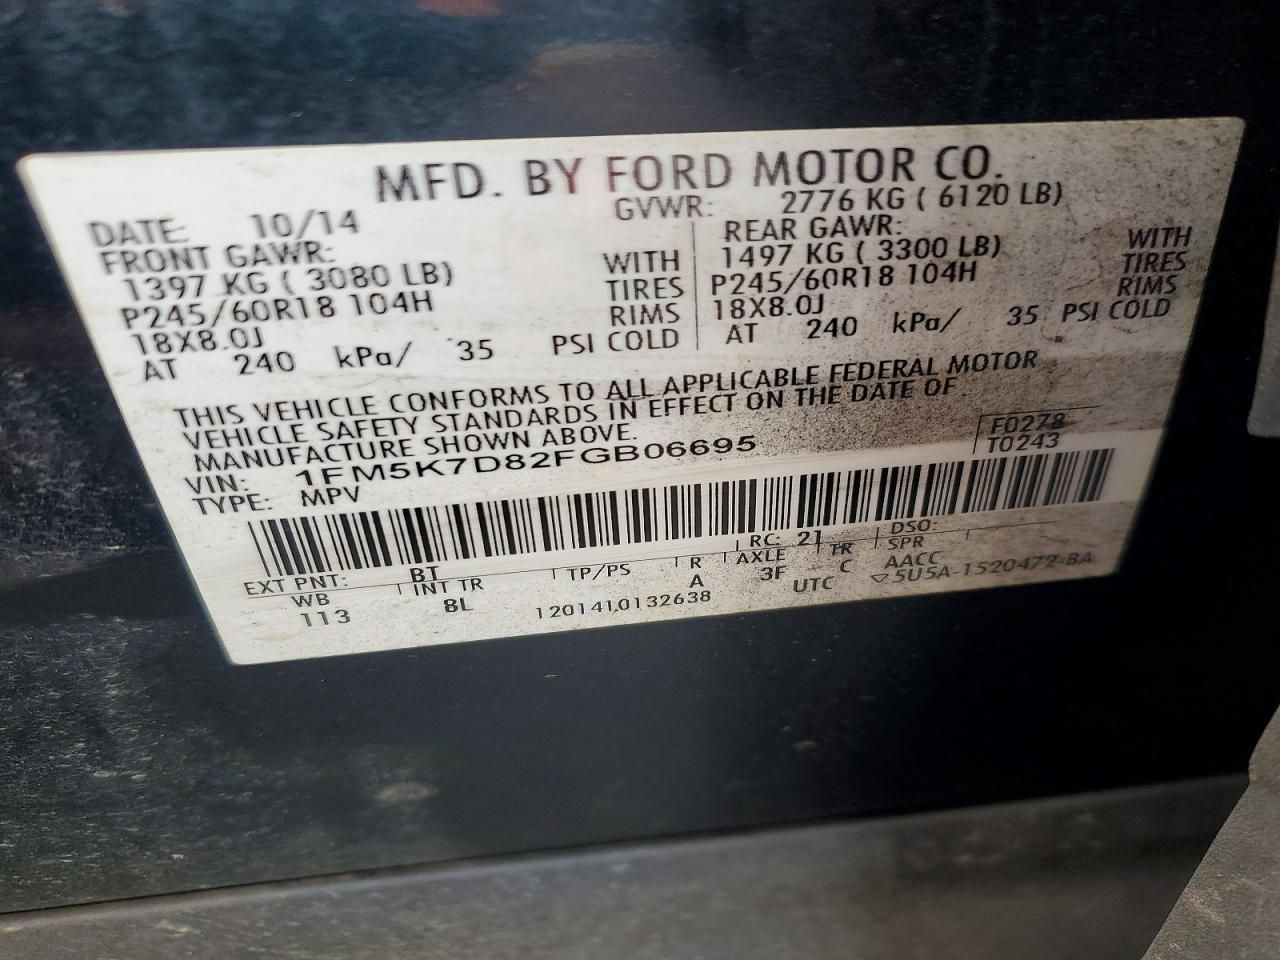 MFD. BY FORD MOTOR CO.
DATE: 10/14 GVWR: 2776 KG ( 6120 LB)
FRONT GAWR: REAR GAWR:
1397 KG ( 3080 LB) WITH 1497 KG ( 3300 LB) WITH
P245/60R18 104H TIRES P245/60R18 104H TIRES
18X8.0J RIMS 18X8.0J RIMS
AT 240 kPa/ 35 PSI COLD AT 240 kPa/ 35 PSI COLD
THIS VEHICLE CONFORMS TO ALL APPLICABLE FEDERAL MOTOR
VEHICLE SAFETY STANDARDS IN EFFECT ON THE DATE OF
MANUFACTURE SHOWN ABOVE.
VIN: 1FM5K7D82FGB06695 F0278
TYPE: MPV T0243
EXT PNT: BT RC: 21 DSO:
WB INT TR TP/PS R AXLE TR SPR
113 8L A 3F C AACC
120141,0132638 UTC ▽5U5A-1520472-BA